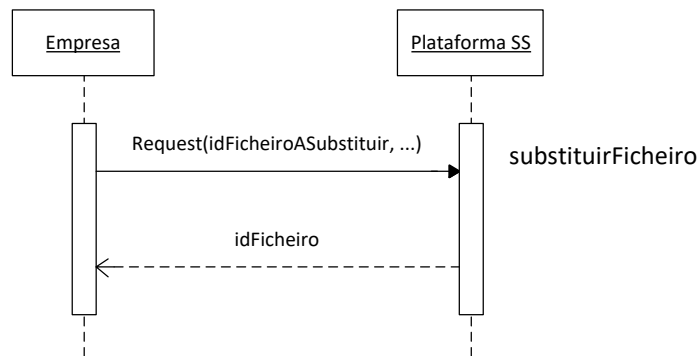 Empresa
Plataforma SS
Request(idFicheiroASubstituir, ...)
substituirFicheiro
idFicheiro